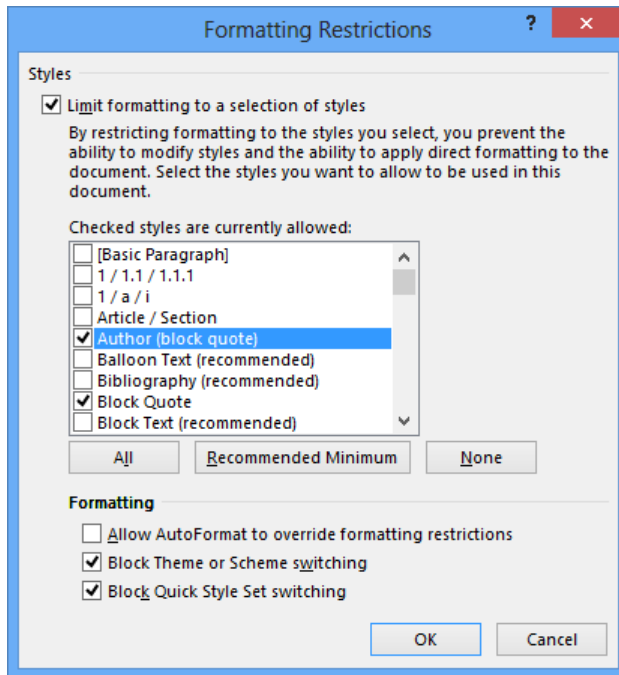 Formatting Restrictions
?
Styles
Limit formatting to a selection of styles
By restricting formatting to the styles you select, you prevent the
ability to modify styles and the ability to apply direct formatting to the
document. Select the styles you want to allow to be used in this
document.
Checked styles are currently allowed:
[Basic Paragraph]
1 / 1.1 / 1.1.1
1 / a / i
Article / Section
Author (block quote)
Balloon Text (recommended)
Bibliography (recommended)
Block Quote
Block Text (recommended)
All Recommended Minimum None
Formatting
Allow AutoFormat to override formatting restrictions
Block Theme or Scheme switching
Block Quick Style Set switching
OK Cancel